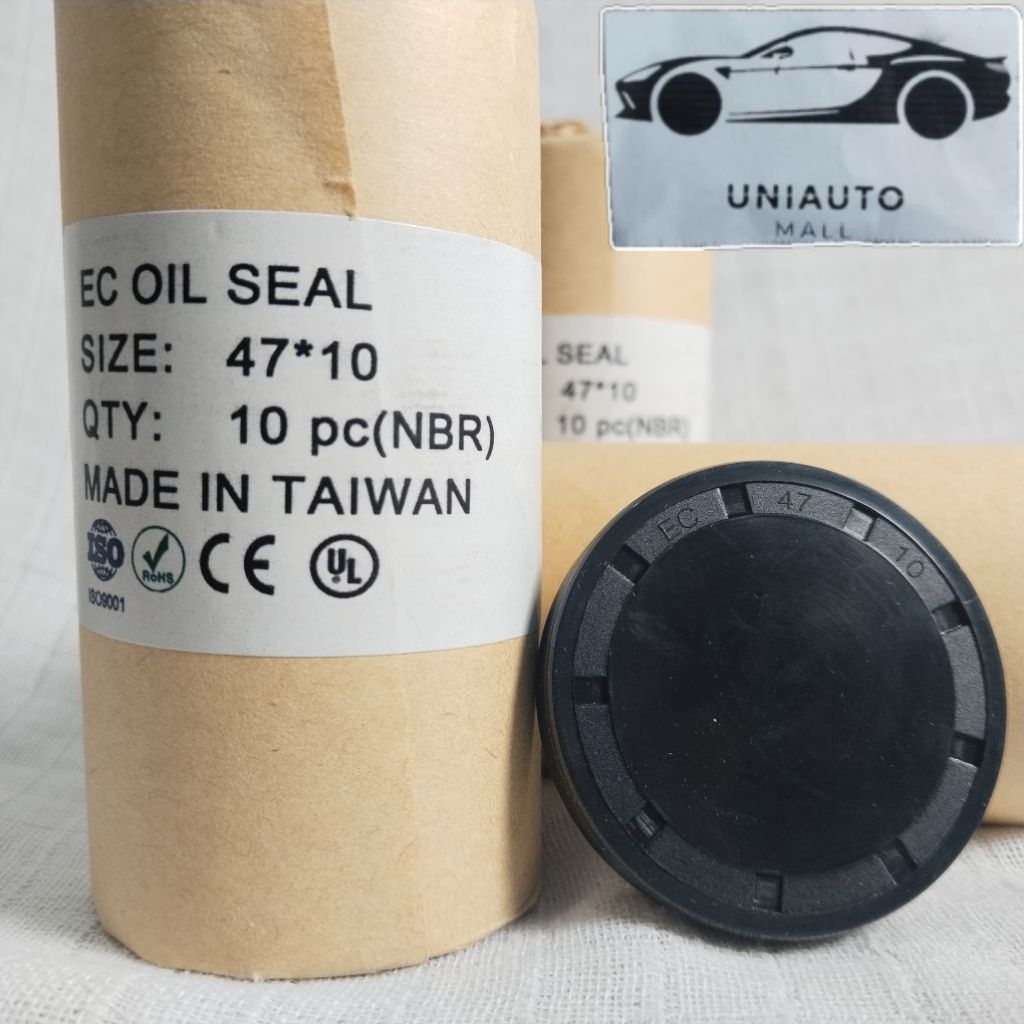 EC OIL SEAL
SIZE: 47*10
QTY: 10 pc(NBR)
MADE IN TAIWAN
ISO
RoHS
CE
UL
ISO9001
UNIAUTO
MALL
SEAL
47*10
10 pc(NBR)
EC 47 10